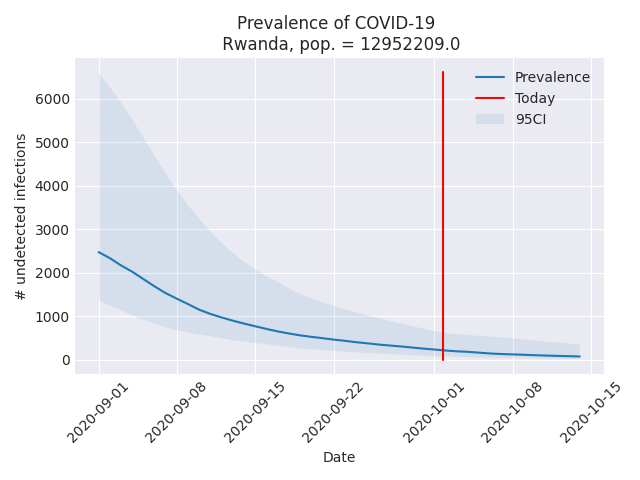 Prevalence of COVID-19
Rwanda, pop. = 12952209.0
Prevalence
Today
95CI
# undetected infections
6000
5000
4000
3000
2000
1000
0
2020-09-01
2020-09-08
2020-09-15
2020-09-22
2020-10-01
2020-10-08
2020-10-15
Date